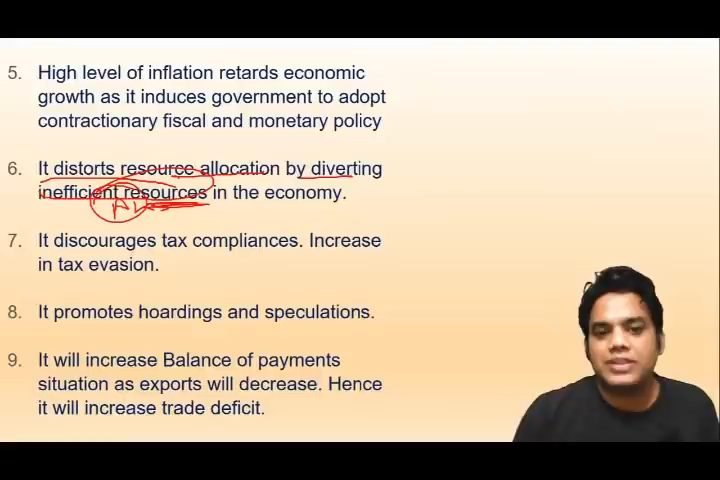 5. High level of inflation retards economic
growth as it induces government to adopt
contractionary fiscal and monetary policy
6. It distorts resource allocation by diverting
inefficient resources in the economy.
7. It discourages tax compliances. Increase
in tax evasion.
8. It promotes hoardings and speculations.
9. It will increase Balance of payments
situation as exports will decrease. Hence
it will increase trade deficit.